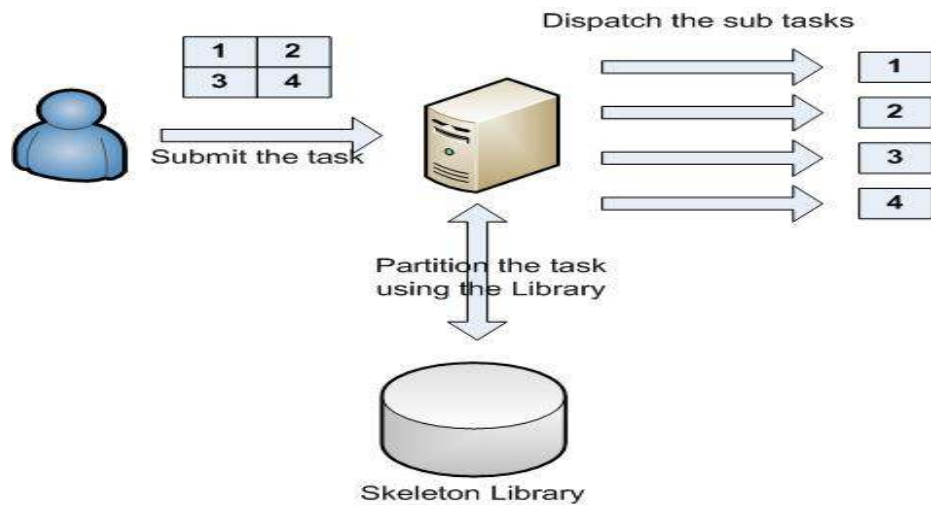 Dispatch the sub tasks
1 2
3 4
Submit the task
1
2
3
4
Partition the task
using the Library
Skeleton Library